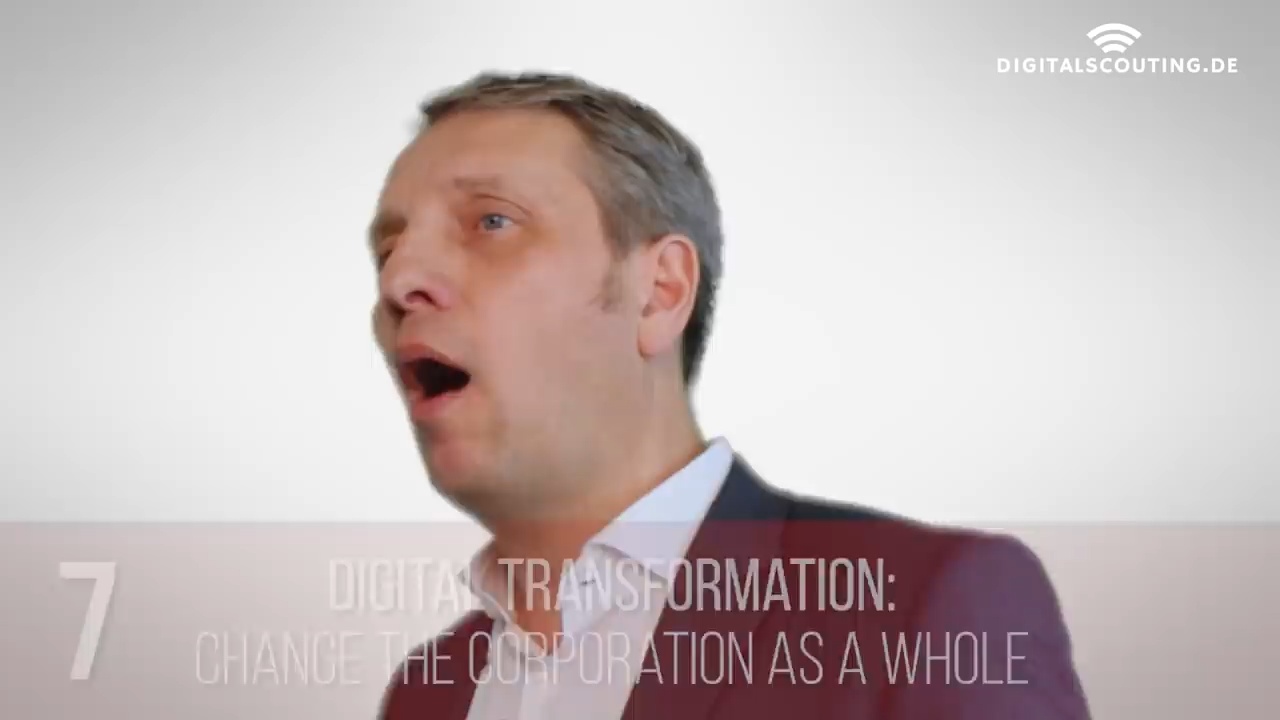 DIGITALSCOUTING.DE
7
DIGITAL TRANSFORMATION:
CHANGE THE CORPORATION AS A WHOLE